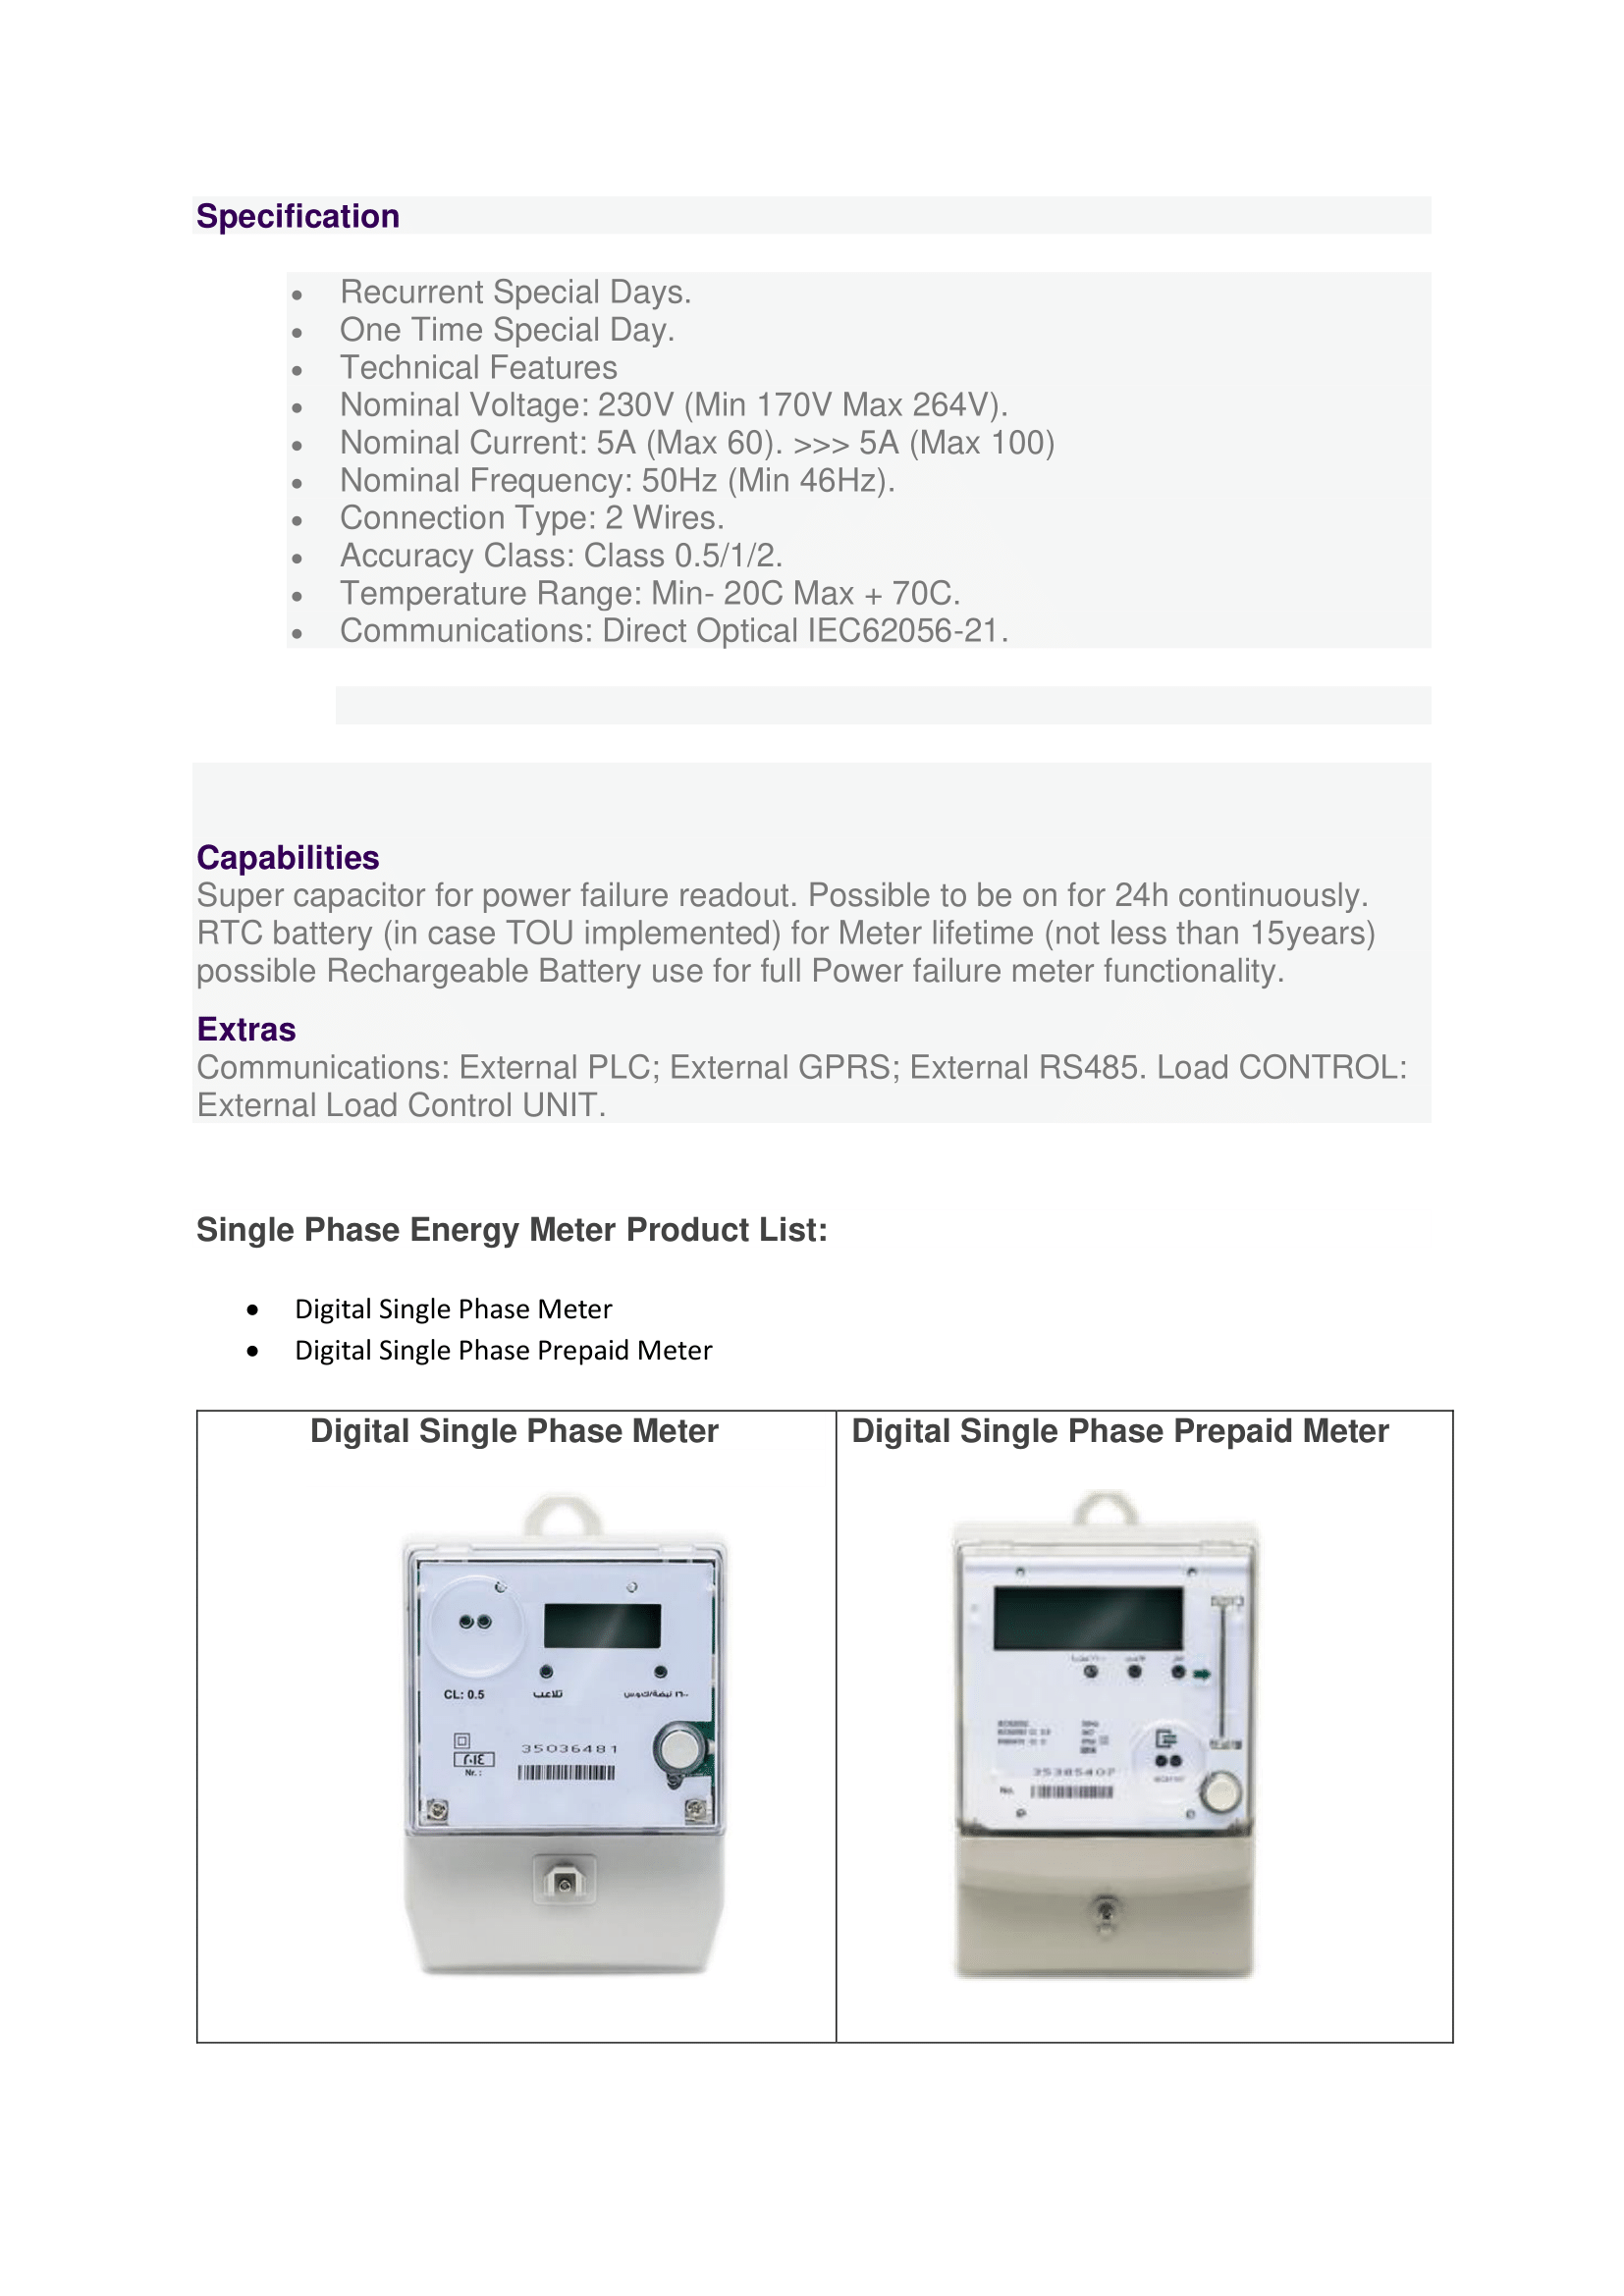 Specification
• Recurrent Special Days.
• One Time Special Day.
• Technical Features
• Nominal Voltage: 230V (Min 170V Max 264V).
• Nominal Current: 5A (Max 60). >>> 5A (Max 100)
• Nominal Frequency: 50Hz (Min 46Hz).
• Connection Type: 2 Wires.
• Accuracy Class: Class 0.5/1/2.
• Temperature Range: Min- 20C Max + 70C.
• Communications: Direct Optical IEC62056-21.
Capabilities
Super capacitor for power failure readout. Possible to be on for 24h continuously.
RTC battery (in case TOU implemented) for Meter lifetime (not less than 15years)
possible Rechargeable Battery use for full Power failure meter functionality.
Extras
Communications: External PLC; External GPRS; External RS485. Load CONTROL:
External Load Control UNIT.
Single Phase Energy Meter Product List:
• Digital Single Phase Meter
• Digital Single Phase Prepaid Meter
Digital Single Phase Meter
Digital Single Phase Prepaid Meter
CL: 0.5
تلاعب
١٦٠٠ نبضة/ك.و.س
٢٠١٤
35036481
Nr. :
35385407
No.